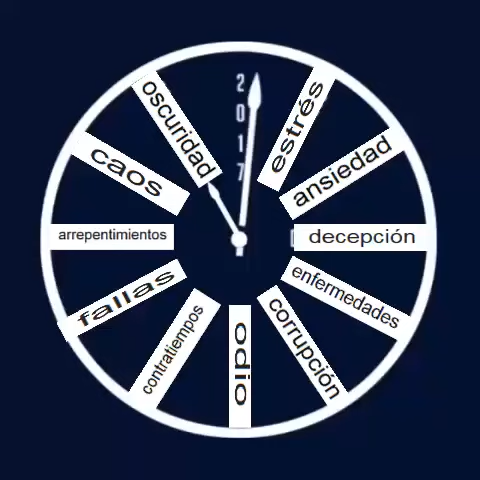 2017
estrés
ansiedad
decepción
enfermedades
corrupción
odio
contratiempos
fallas
arrepentimientos
caos
oscuridad